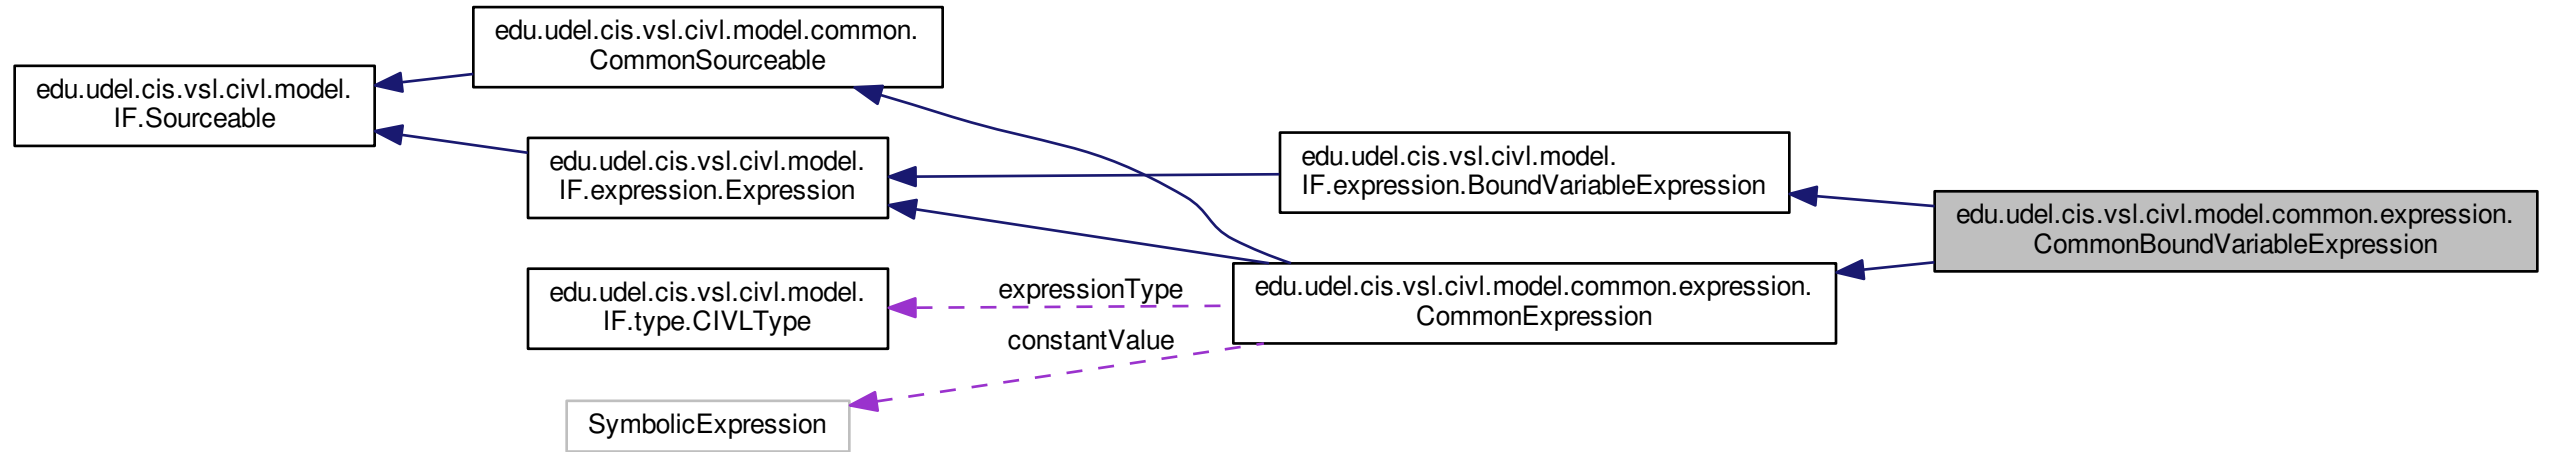 edu.udel.cis.vsl.civl.model.common.
CommonSourceable
edu.udel.cis.vsl.civl.model.
IF.Sourceable
edu.udel.cis.vsl.civl.model.
IF.expression.Expression
edu.udel.cis.vsl.civl.model.
IF.expression.BoundVariableExpression
edu.udel.cis.vsl.civl.model.common.expression.
CommonBoundVariableExpression
edu.udel.cis.vsl.civl.model.
IF.type.CIVLType
expressionType
edu.udel.cis.vsl.civl.model.common.expression.
CommonExpression
constantValue
SymbolicExpression